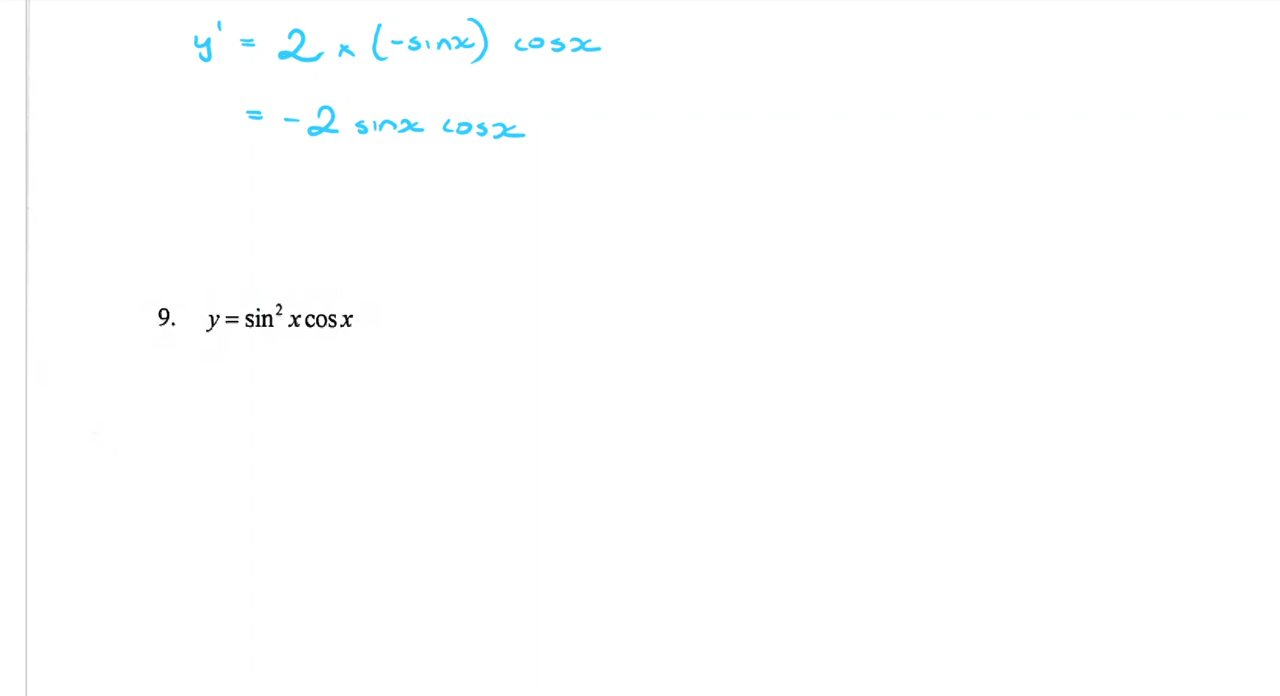 y' = 2 × (-sinx) cosx
= -2 sinx cosx
9. y = sin² x cos x